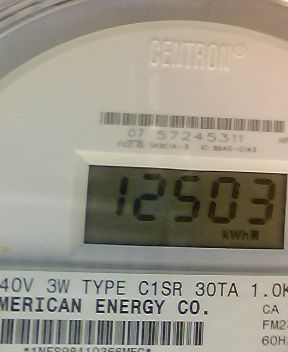 CENTRON®
07 57245311
12503
kWh
40V 3W TYPE C1SR 30TA 1.0K
MERICAN ENERGY CO.
CA
FM2
60H